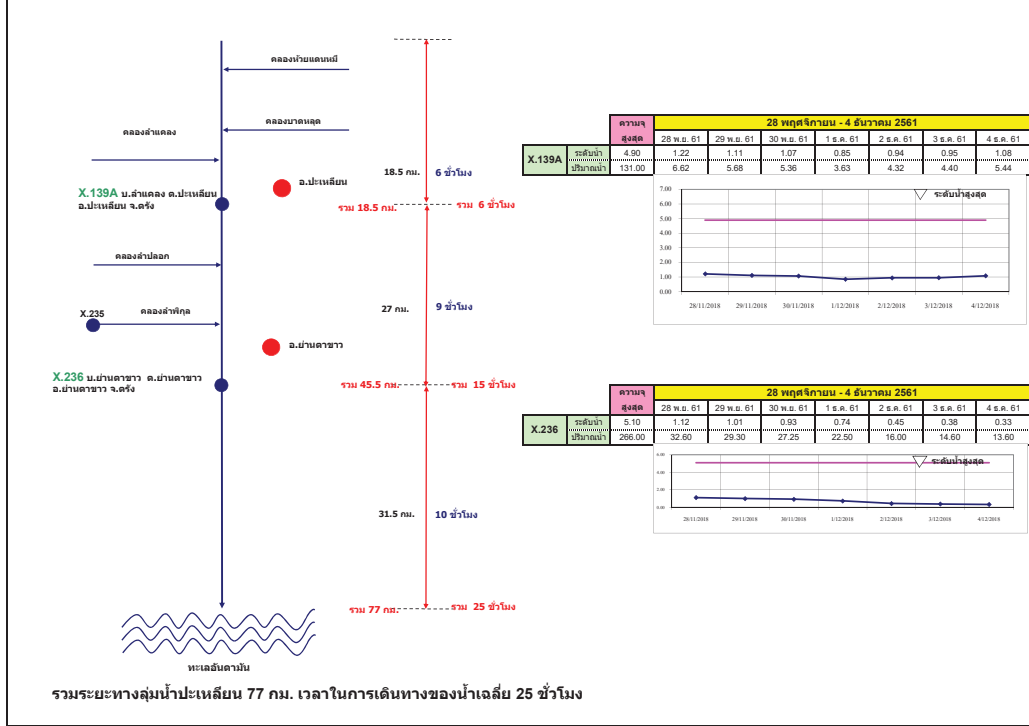 คลองห้วยแดนหมี
คลองบาดหลุด
คลองลำแคลง
18.5 กม.
6 ชั่วโมง
อ.ปะเหลียน
X.139A บ.ลำแคลง ต.ปะเหลียน
อ.ปะเหลียน จ.ตรัง
รวม 18.5 กม.
รวม 6 ชั่วโมง
คลองลำปลอก
X.235
คลองลำพิกุล
27 กม.
9 ชั่วโมง
อ.ย่านตาขาว
X.236 บ.ย่านตาขาว ต.ย่านตาขาว
อ.ย่านตาขาว จ.ตรัง
รวม 45.5 กม.
รวม 15 ชั่วโมง
31.5 กม.
10 ชั่วโมง
รวม 77 กม.
รวม 25 ชั่วโมง
ทะเลอันดามัน
รวมระยะทางลุ่มน้ำปะเหลียน 77 กม. เวลาในการเดินทางของน้ำเฉลี่ย 25 ชั่วโมง
ความจุ 28 พฤศจิกายน - 4 ธันวาคม 2561
สูงสุด 28 พ.ย. 61 29 พ.ย. 61 30 พ.ย. 61 1 ธ.ค. 61 2 ธ.ค. 61 3 ธ.ค. 61 4 ธ.ค. 61
X.139A
ระดับน้ำ 4.90 1.22 1.11 1.07 0.85 0.94 0.95 1.08
ปริมาณน้ำ 131.00 6.62 5.68 5.36 3.63 4.32 4.40 5.44
ระดับน้ำสูงสุด
7.00
6.00
5.00
4.00
3.00
2.00
1.00
0.00
28/11/2018 29/11/2018 30/11/2018 1/12/2018 2/12/2018 3/12/2018 4/12/2018
ความจุ 28 พฤศจิกายน - 4 ธันวาคม 2561
สูงสุด 28 พ.ย. 61 29 พ.ย. 61 30 พ.ย. 61 1 ธ.ค. 61 2 ธ.ค. 61 3 ธ.ค. 61 4 ธ.ค. 61
X.236
ระดับน้ำ 5.10 1.12 1.01 0.93 0.74 0.45 0.38 0.33
ปริมาณน้ำ 266.00 32.60 29.30 27.25 22.50 16.00 14.60 13.60
ระดับน้ำสูงสุด
6.00
4.00
2.00
0.00
28/11/2018 29/11/2018 30/11/2018 1/12/2018 2/12/2018 3/12/2018 4/12/2018